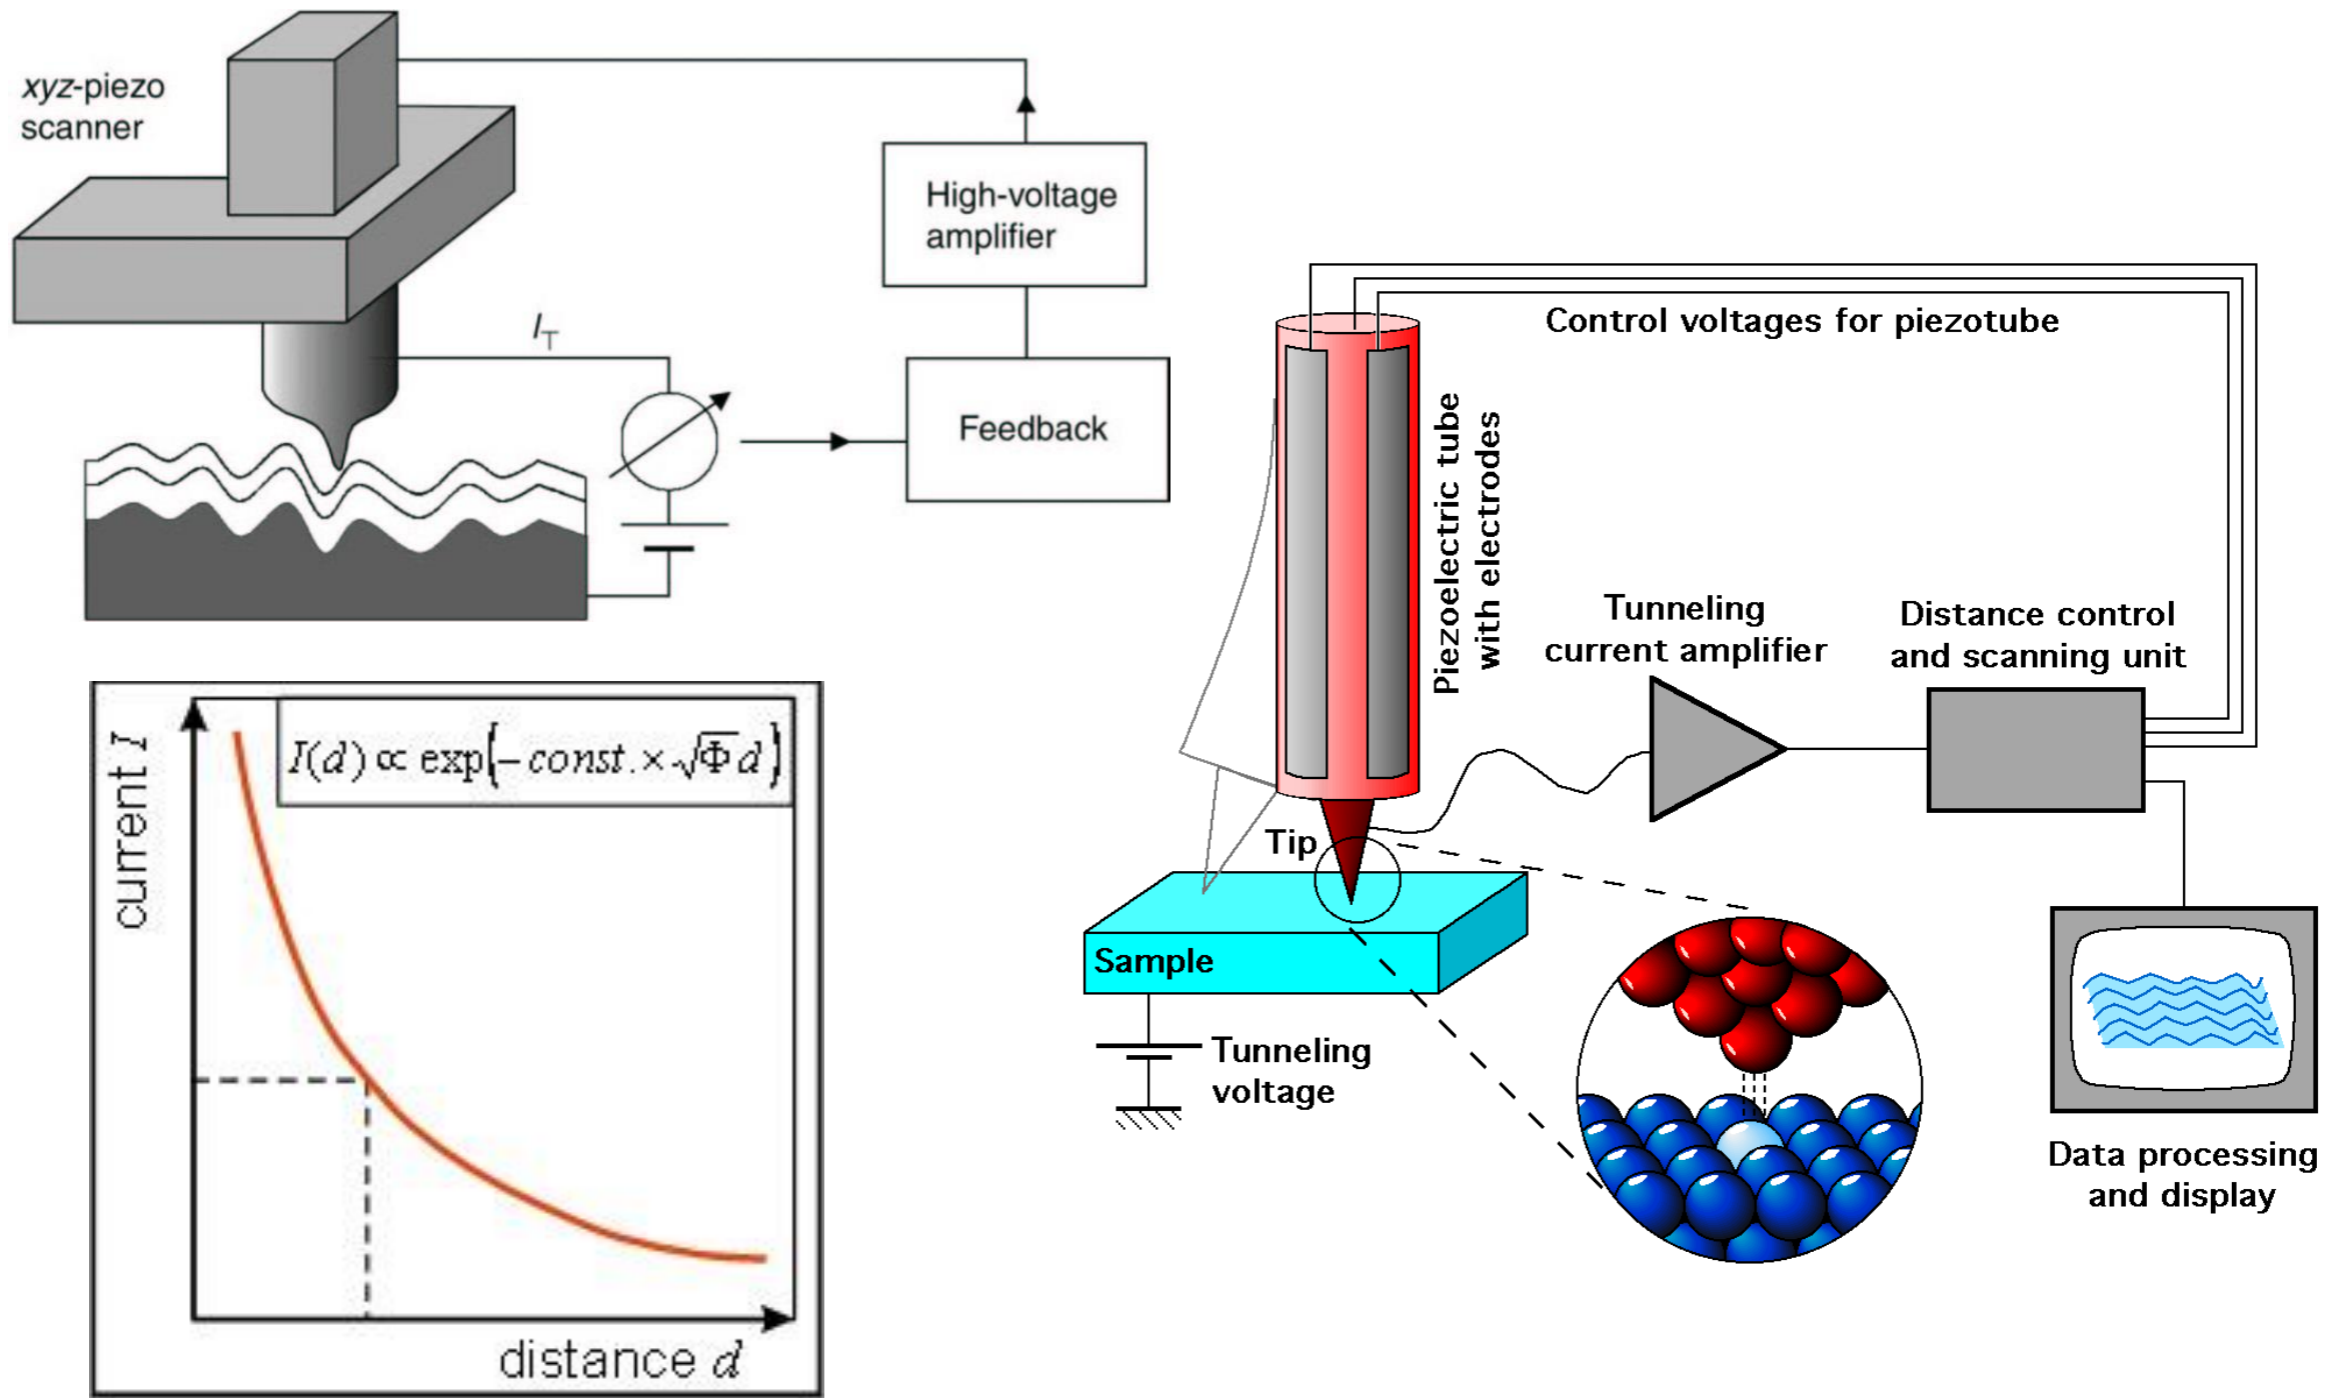 xyz-piezo
scanner
High-voltage
amplifier
I_T
Feedback
current I
I(d) ∝ exp(−const. × √Φ d)
distance d
Control voltages for piezotube
Piezoelectric tube
with electrodes
Tunneling
current amplifier
Distance control
and scanning unit
Tip
Sample
Tunneling
voltage
Data processing
and display